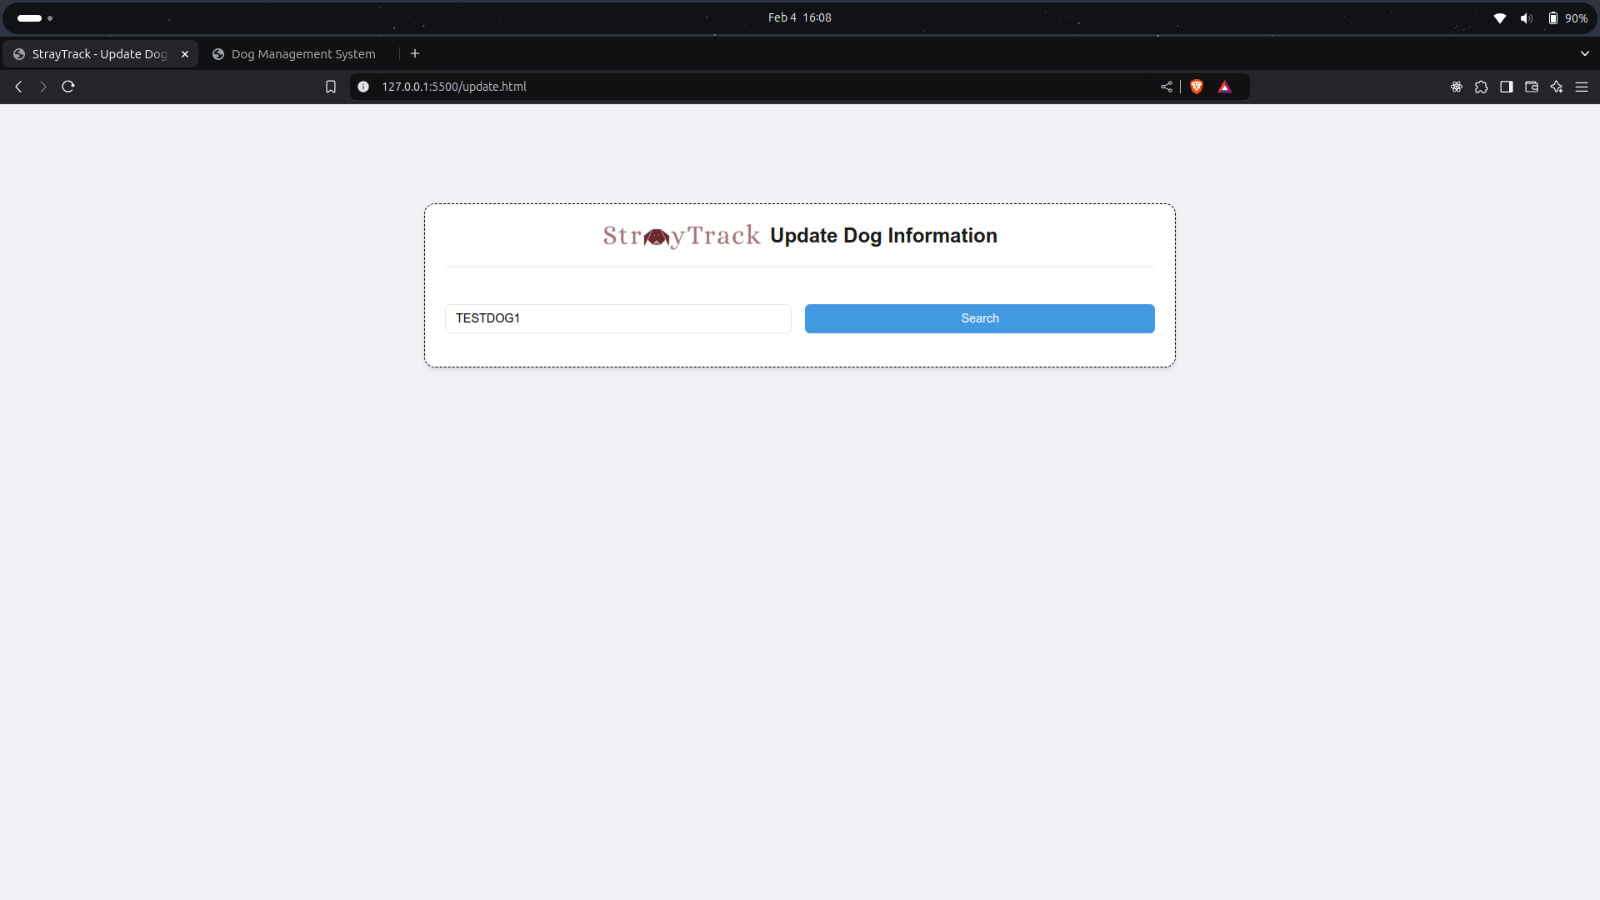 Feb 4 16:08
90%
StrayTrack - Update Dog
Dog Management System
127.0.0.1:5500/update.html
StrayTrack Update Dog Information
TESTDOG1
Search